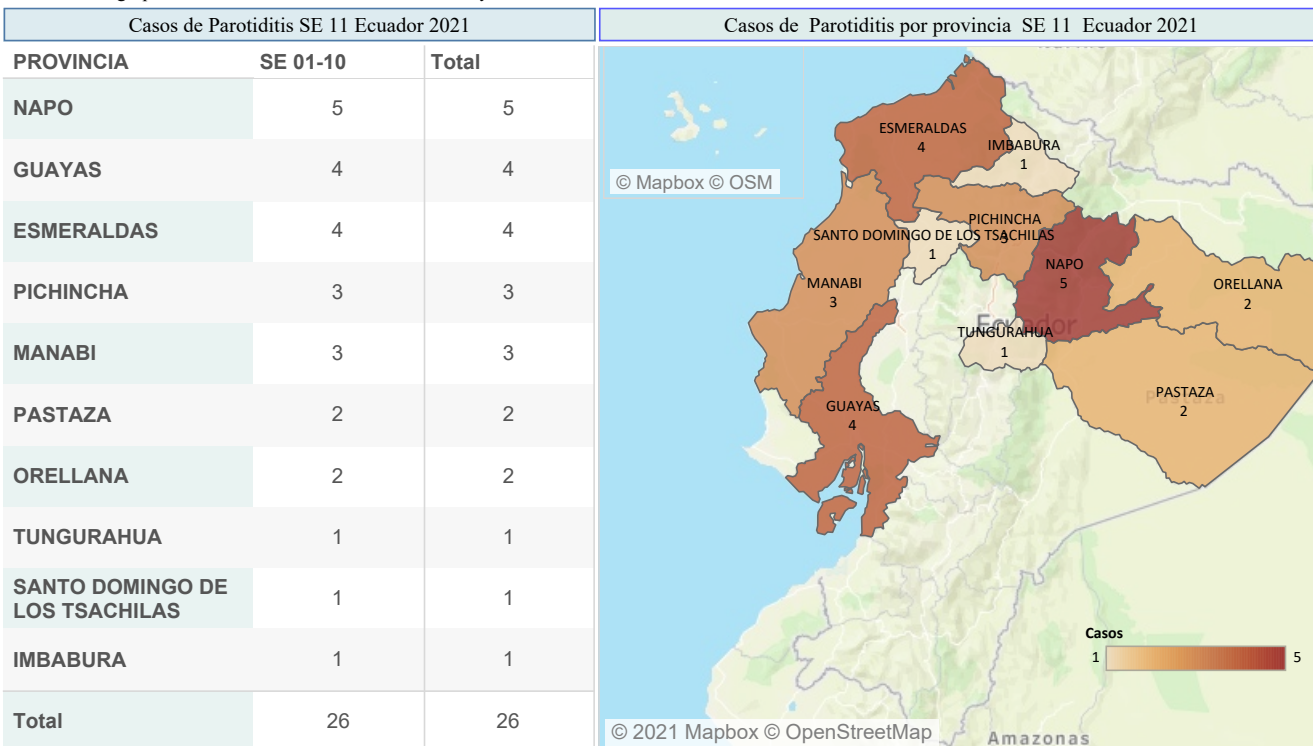 Casos de Parotiditis SE 11 Ecuador 2021
PROVINCIA SE 01-10 Total
NAPO 5 5
GUAYAS 4 4
ESMERALDAS 4 4
PICHINCHA 3 3
MANABI 3 3
PASTAZA 2 2
ORELLANA 2 2
TUNGURAHUA 1 1
SANTO DOMINGO DE
LOS TSACHILAS 1 1
IMBABURA 1 1
Total 26 26
Casos de Parotiditis por provincia SE 11 Ecuador 2021
© Mapbox © OSM
ESMERALDAS
4
IMBABURA
1
PICHINCHA
3
SANTO DOMINGO DE LOS TSACHILAS
1
NAPO
5
ORELLANA
2
MANABI
3
Ecuador
TUNGURAHUA
1
PASTAZA
2
Pastaza
GUAYAS
4
Casos
1 5
© 2021 Mapbox © OpenStreetMap
Amazonas